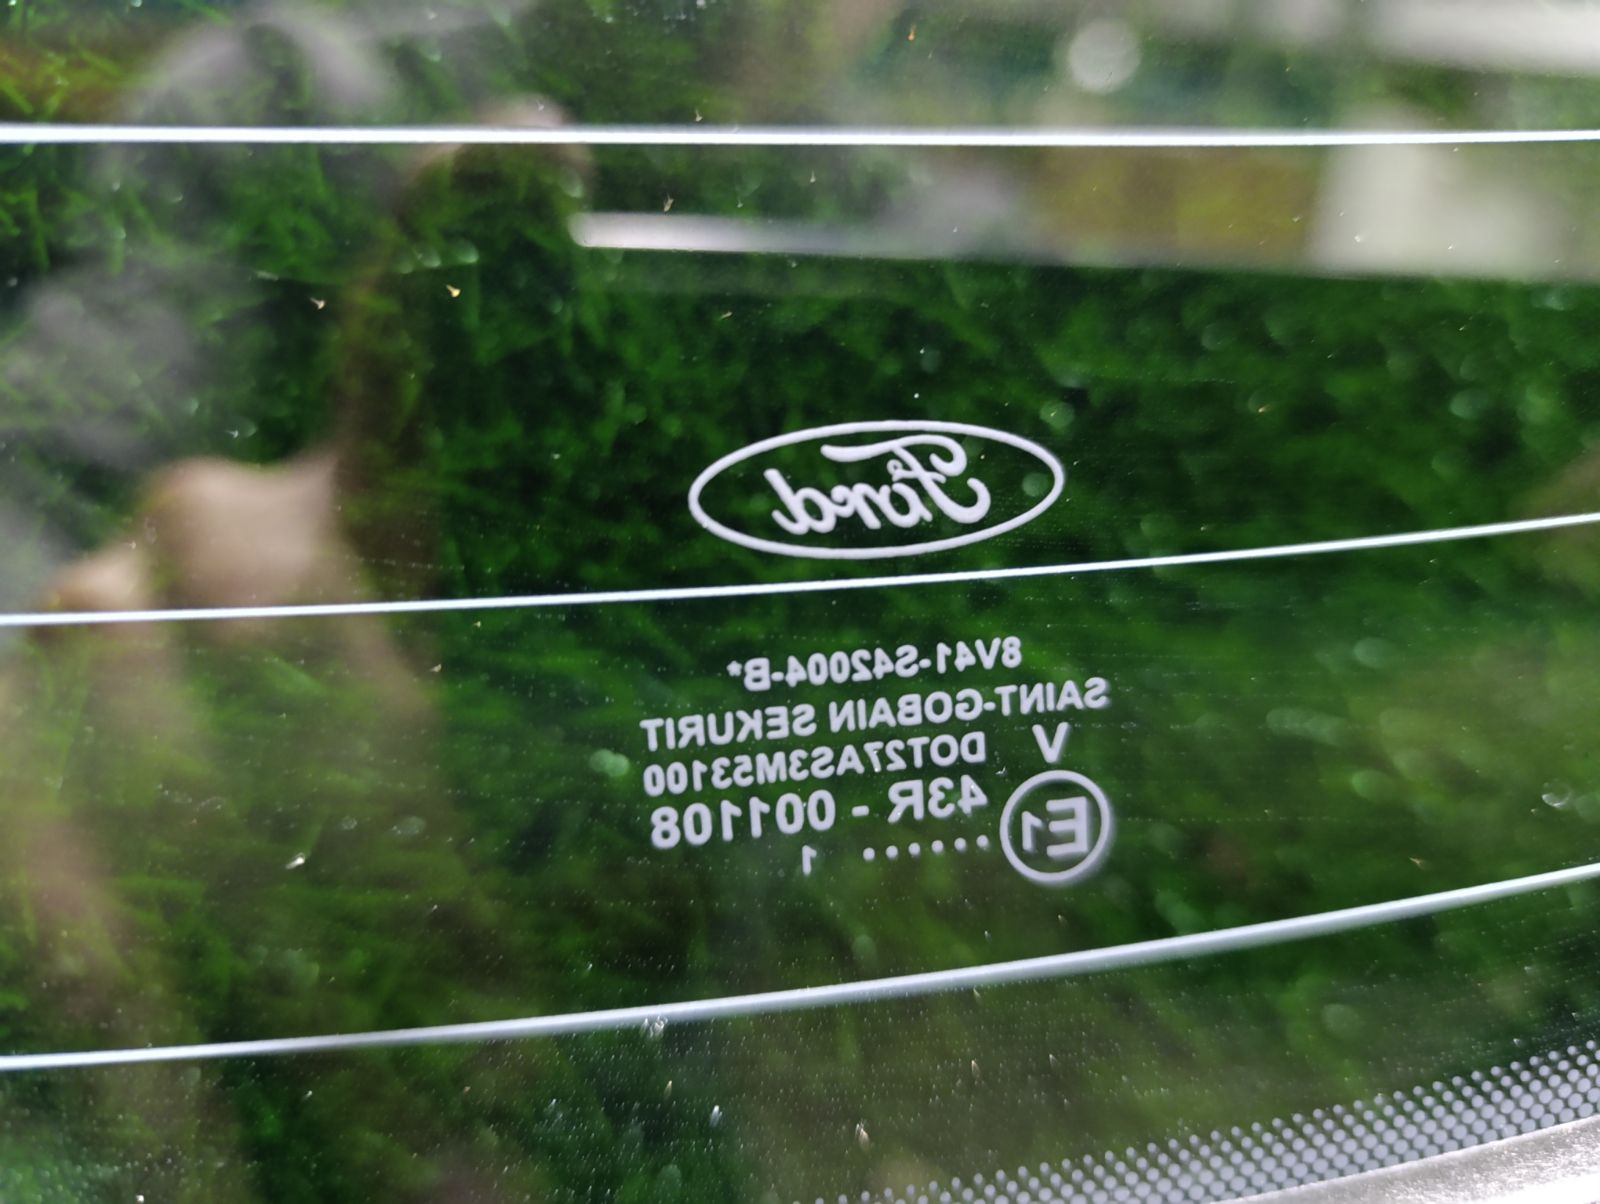 Ford
8V41-S42004-B*
SAINT-GOBAIN SEKURIT
V DOT27AS3M53100
E1 43R - 001108
...... 1